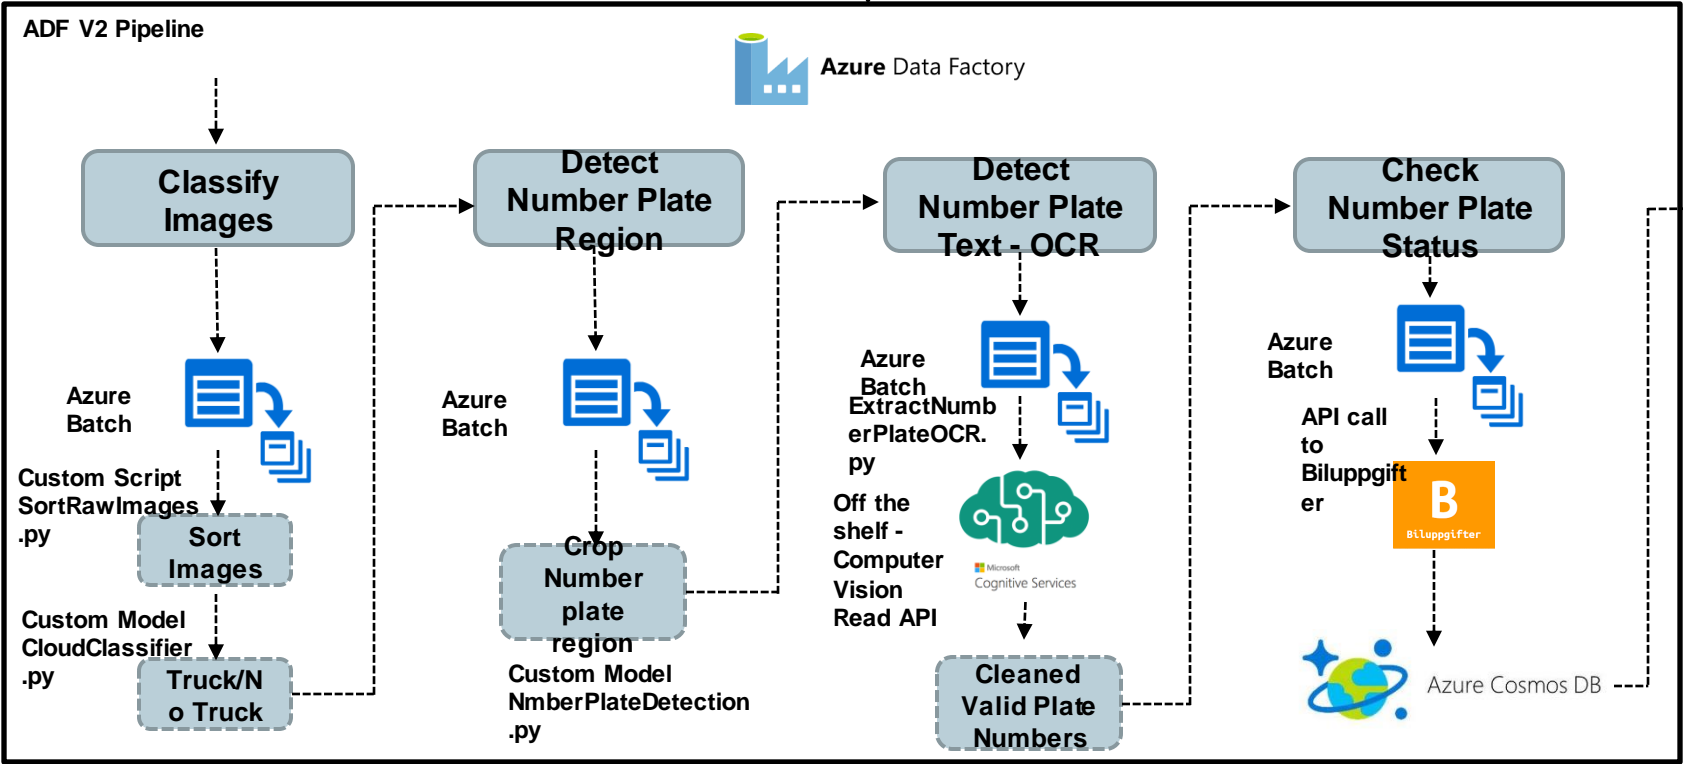 ADF V2 Pipeline
Azure Data Factory
Classify
Images
Azure
Batch
Custom Script
SortRawImages
.py
Sort
Images
Custom Model
CloudClassifier
.py
Truck/N
o Truck
Detect
Number Plate
Region
Azure
Batch
Crop
Number
plate
region
Custom Model
NmberPlateDetection
.py
Detect
Number Plate
Text - OCR
Azure
Batch
ExtractNumb
erPlateOCR.
py
Off the
shelf -
Computer
Vision
Read API
Microsoft
Cognitive Services
Cleaned
Valid Plate
Numbers
Check
Number Plate
Status
Azure
Batch
API call
to
Biluppgift
er
B
Biluppgifter
Azure Cosmos DB